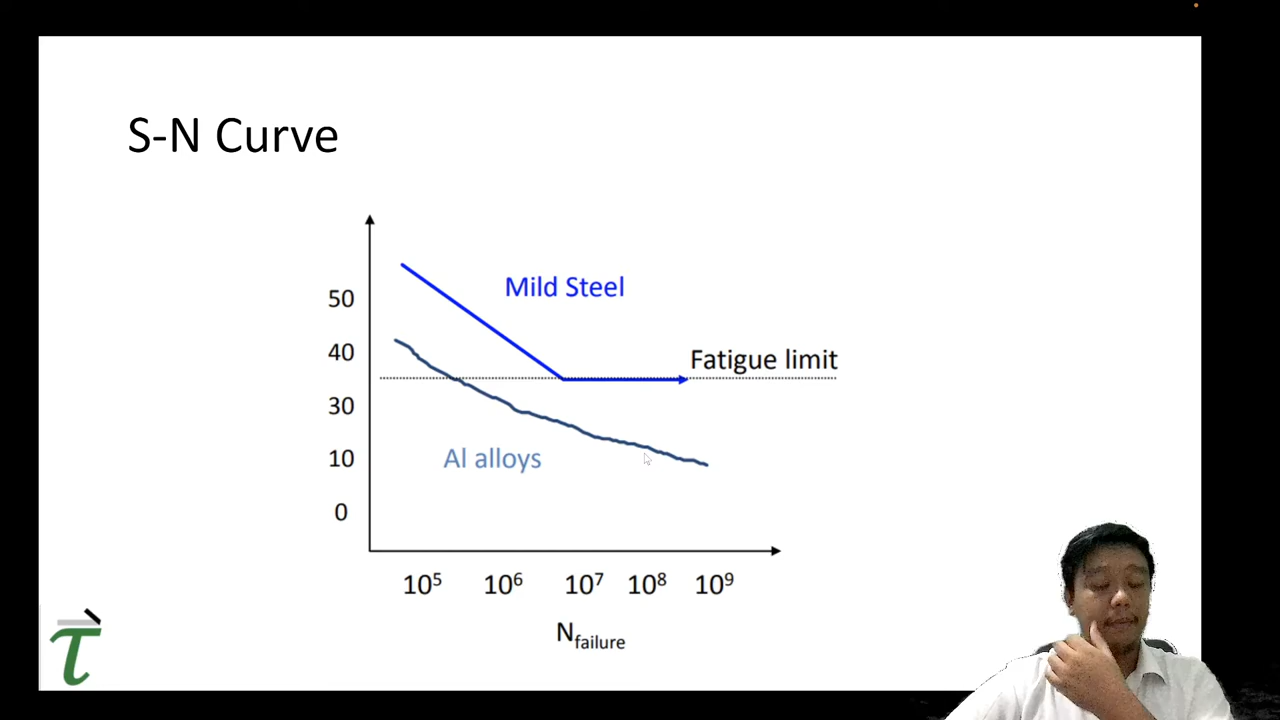 S-N Curve
50
Mild Steel
40
Fatigue limit
30
10
Al alloys
0
10⁵ 10⁶ 10⁷ 10⁸ 10⁹
N_failure
τ